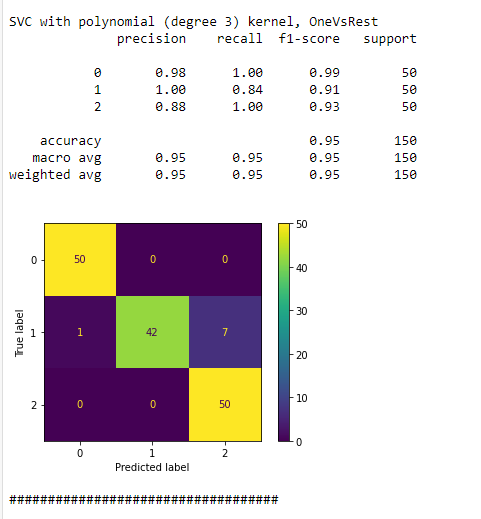 SVC with polynomial (degree 3) kernel, OneVsRest
precision recall f1-score support
0 0.98 1.00 0.99 50
1 1.00 0.84 0.91 50
2 0.88 1.00 0.93 50
accuracy 0.95 150
macro avg 0.95 0.95 0.95 150
weighted avg 0.95 0.95 0.95 150
50
0 50 0 0
40
30
True label
1 1 42 7
20
10
2 0 0 50
0
0 1 2
Predicted label
###################################